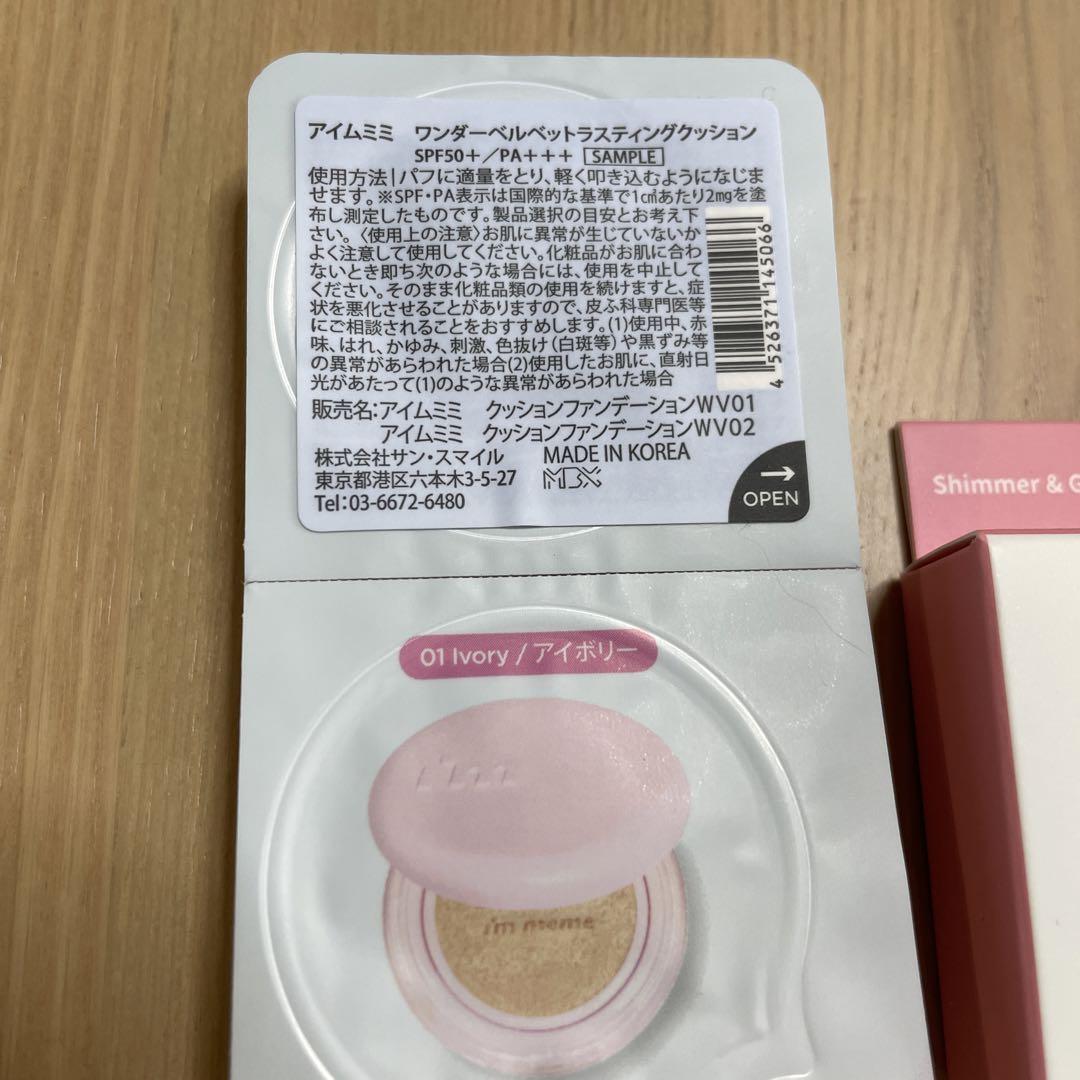 アイムミミ　ワンダーベルベットラスティングクッション
SPF50＋／PA＋＋＋ SAMPLE
使用方法 | パフに適量をとり、軽く叩き込むようになじま
せます。※SPF・PA表示は国際的な基準で1㎠あたり2mgを塗
布し測定したものです。製品選択の目安とお考え下
さい。〈使用上の注意〉お肌に異常が生じていないか
よく注意して使用してください。化粧品がお肌に合わ
ないとき即ち次のような場合には、使用を中止して
ください。そのまま化粧品類の使用を続けますと、症
状を悪化させることがありますので、皮ふ科専門医等
にご相談されることをおすすめします。(1)使用中、赤
味、はれ、かゆみ、刺激、色抜け（白斑等）や黒ずみ等
の異常があらわれた場合(2)使用したお肌に、直射日
光があたって(1)のような異常があらわれた場合
4 526371 145066
販売名：アイムミミ　クッションファンデーションWV01
アイムミミ　クッションファンデーションWV02
株式会社サン・スマイル　MADE IN KOREA
東京都港区六本木3-5-27　MDX
Tel：03-6672-6480
OPEN
Shimmer & G
01 Ivory / アイボリー
i'm meme